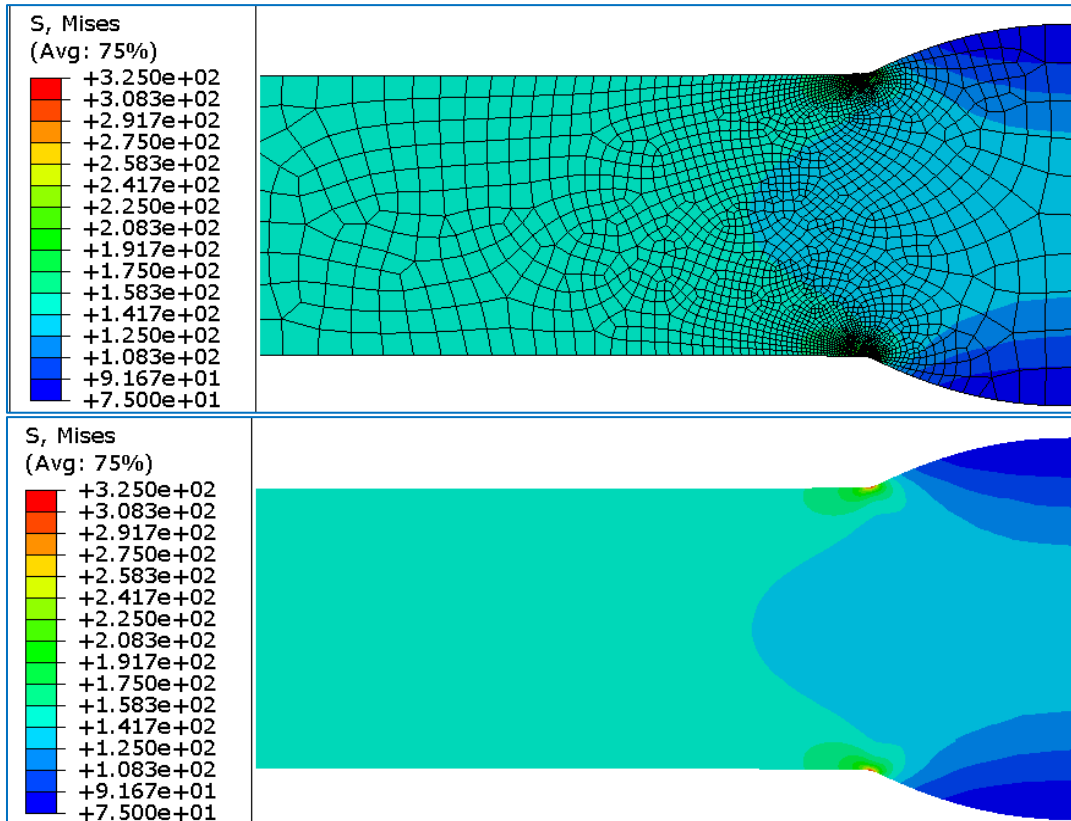 S, Mises
(Avg: 75%)
+3.250e+02
+3.083e+02
+2.917e+02
+2.750e+02
+2.583e+02
+2.417e+02
+2.250e+02
+2.083e+02
+1.917e+02
+1.750e+02
+1.583e+02
+1.417e+02
+1.250e+02
+1.083e+02
+9.167e+01
+7.500e+01
S, Mises
(Avg: 75%)
+3.250e+02
+3.083e+02
+2.917e+02
+2.750e+02
+2.583e+02
+2.417e+02
+2.250e+02
+2.083e+02
+1.917e+02
+1.750e+02
+1.583e+02
+1.417e+02
+1.250e+02
+1.083e+02
+9.167e+01
+7.500e+01